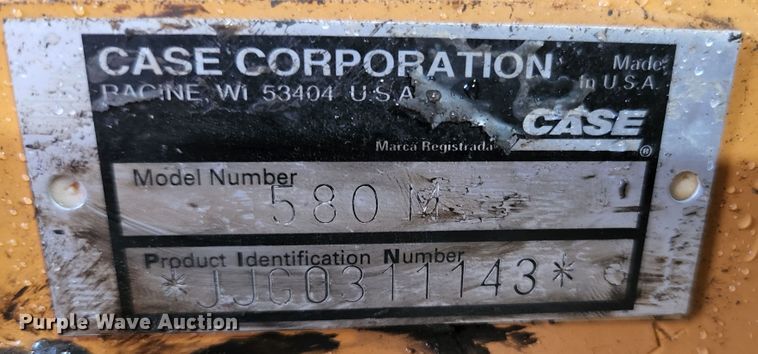 CASE CORPORATION
RACINE, WI 53404 U.S.A.
Made
in U.S.A.
CASE
®
Marca Registrada
Model Number
580M
Product Identification Number
*JJG0311143*
Purple Wave Auction